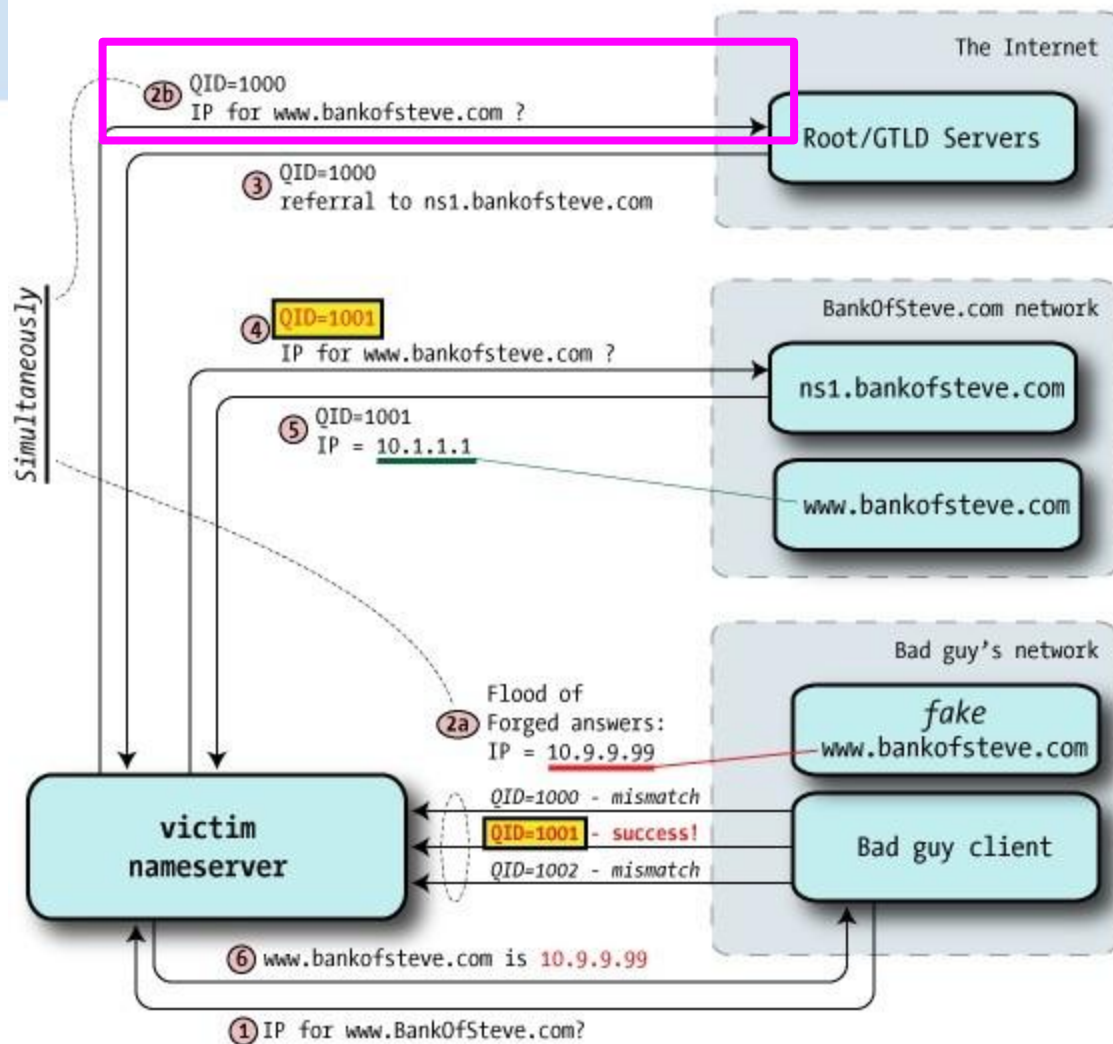 The Internet
2b QID=1000
IP for www.bankofsteve.com ?
Root/GTLD Servers
3 QID=1000
referral to ns1.bankofsteve.com
Simultaneously
BankOfSteve.com network
4 QID=1001
IP for www.bankofsteve.com ?
ns1.bankofsteve.com
5 QID=1001
IP = 10.1.1.1
www.bankofsteve.com
Bad guy's network
2a Flood of
Forged answers:
IP = 10.9.9.99
fake
www.bankofsteve.com
QID=1000 - mismatch
QID=1001 - success!
QID=1002 - mismatch
victim
nameserver
Bad guy client
6 www.bankofsteve.com is 10.9.9.99
1 IP for www.BankOfSteve.com?